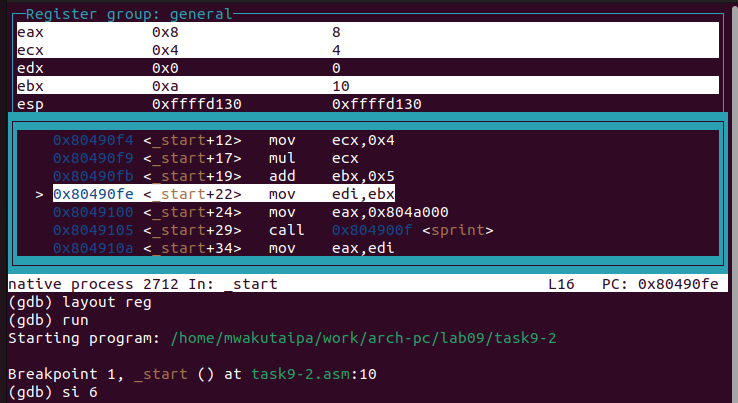 Register group: general
eax 0x8 8
ecx 0x4 4
edx 0x0 0
ebx 0xa 10
esp 0xffffd130 0xffffd130
0x80490f4 <_start+12> mov ecx,0x4
0x80490f9 <_start+17> mul ecx
0x80490fb <_start+19> add ebx,0x5
> 0x80490fe <_start+22> mov edi,ebx
0x8049100 <_start+24> mov eax,0x804a000
0x8049105 <_start+29> call 0x804900f <sprint>
0x804910a <_start+34> mov eax,edi
native process 2712 In: _start L16 PC: 0x80490fe
(gdb) layout reg
(gdb) run
Starting program: /home/mwakutaipa/work/arch-pc/lab09/task9-2
Breakpoint 1, _start () at task9-2.asm:10
(gdb) si 6